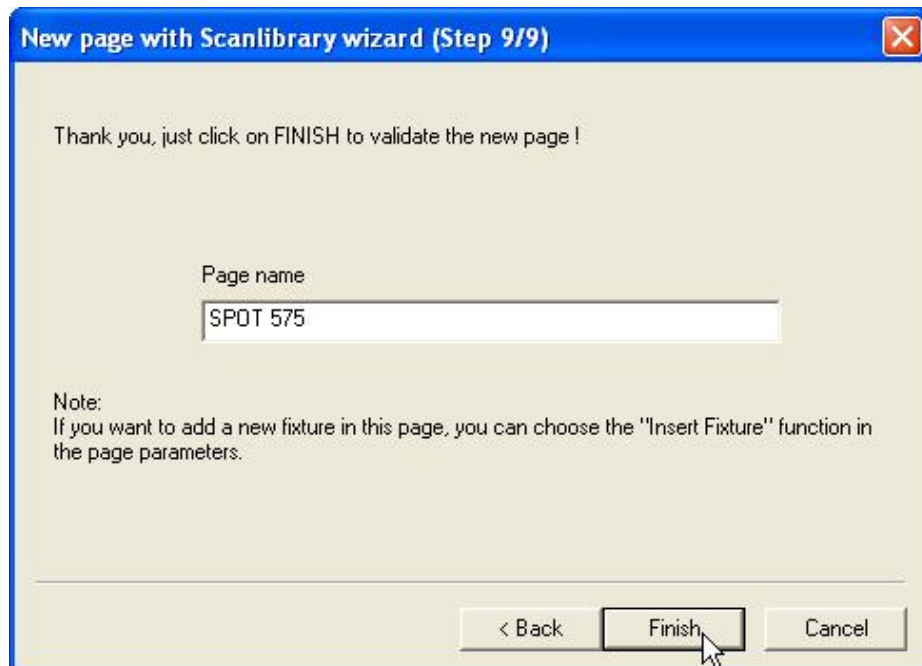 New page with Scanlibrary wizard (Step 9/9)
Thank you, just click on FINISH to validate the new page !
Page name
SPOT 575
Note:
If you want to add a new fixture in this page, you can choose the "Insert Fixture" function in
the page parameters.
< Back Finish Cancel